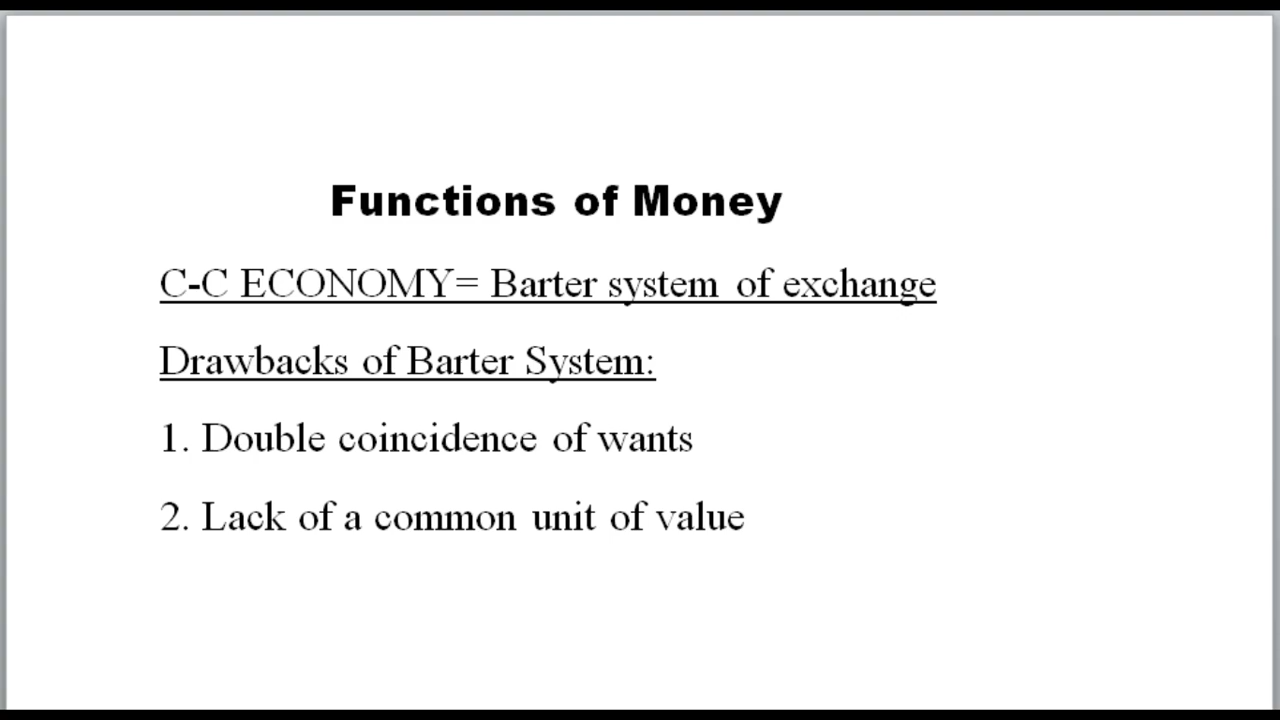 Functions of Money
C-C ECONOMY= Barter system of exchange
Drawbacks of Barter System:
1. Double coincidence of wants
2. Lack of a common unit of value